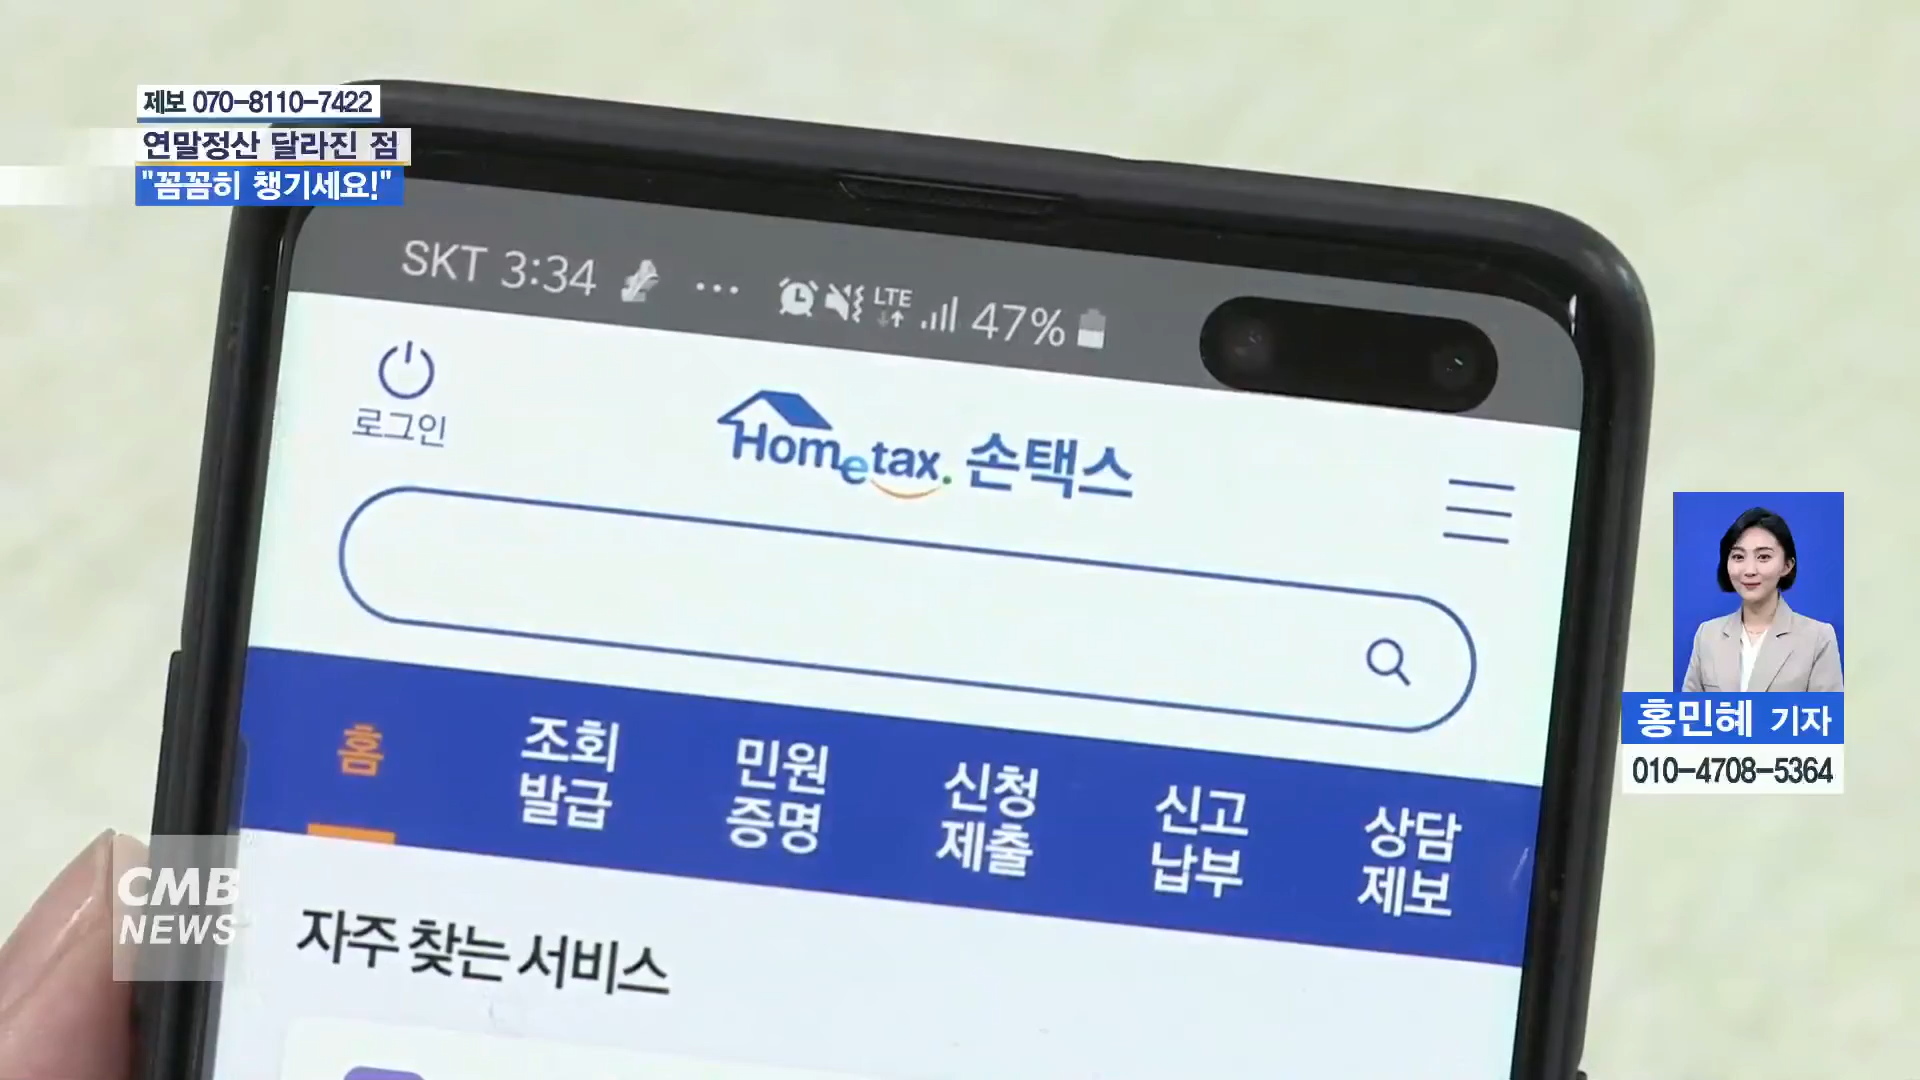 제보 070-8110-7422
연말정산 달라진 점
"꼼꼼히 챙기세요!"
SKT 3:34 ... LTE 47%
로그인
Hometax. 손택스
홈
조회
발급
민원
증명
신청
제출
신고
납부
상담
제보
자주 찾는 서비스
홍민혜 기자
010-4708-5364
CMB
NEWS